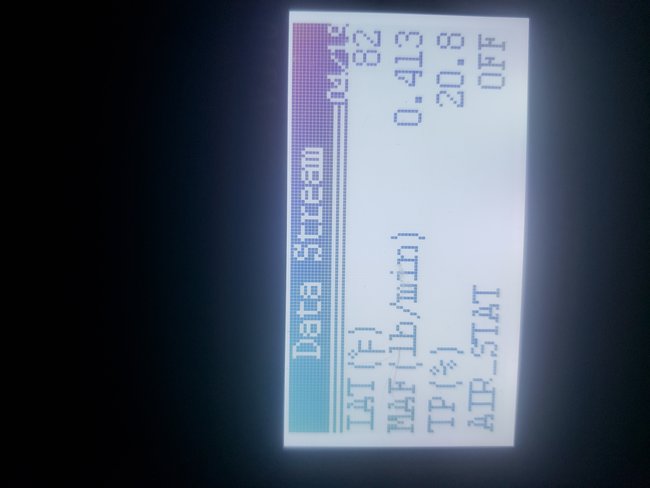 Data Stream
IAT(°F) 82
MAF(lb/min) 0.413
TP(%) 20.8
AIR_STAT OFF